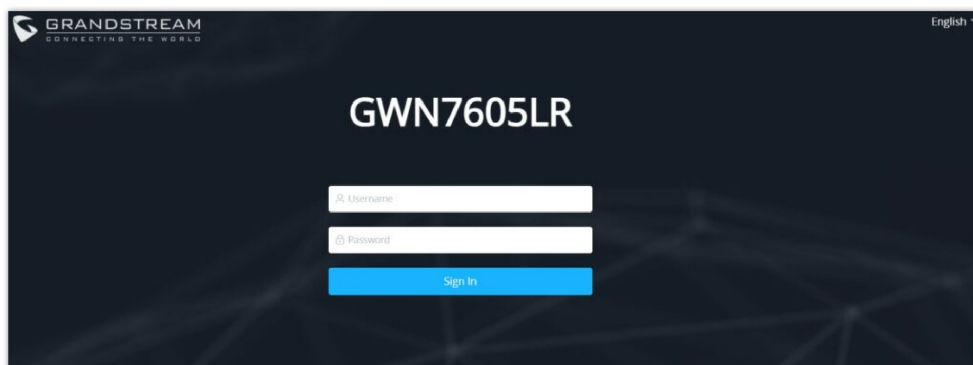 GRANDSTREAM
CONNECTING THE WORLD
English
GWN7605LR
Username
Password
Sign In